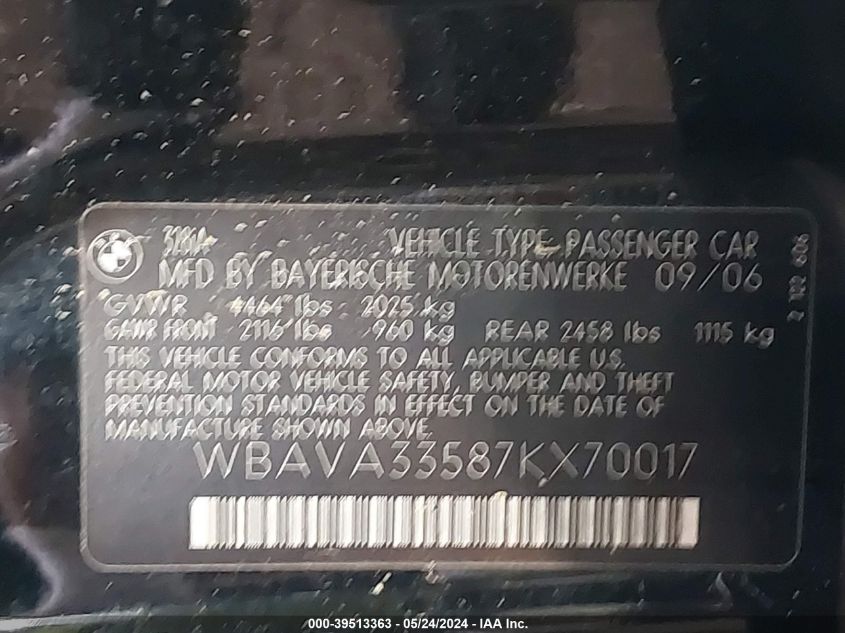 BMW
328iA VEHICLE TYPE-PASSENGER CAR
MFD BY BAYERISCHE MOTORENWERKE 09/06
GVWR 4464 lbs 2025 kg
GAWR FRONT 2116 lbs 960 kg REAR 2458 lbs 1115 kg
THIS VEHICLE CONFORMS TO ALL APPLICABLE U.S.
FEDERAL MOTOR VEHICLE SAFETY, BUMPER AND THEFT
PREVENTION STANDARDS IN EFFECT ON THE DATE OF
MANUFACTURE SHOWN ABOVE.
WBAVA33587KX70017
000-39513363 - 05/24/2024 - IAA Inc.